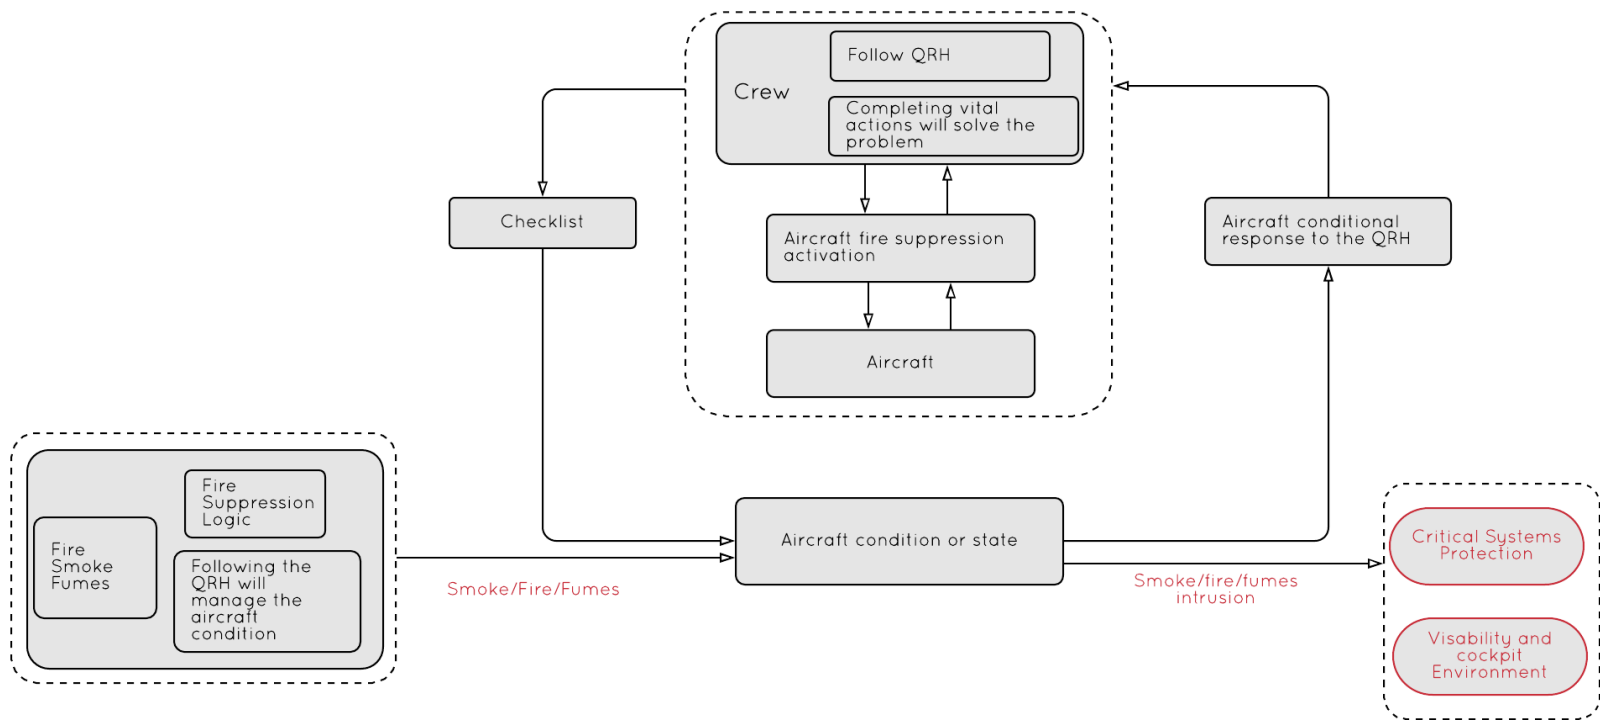 Follow QRH
Crew
Completing vital
actions will solve the
problem
Checklist
Aircraft conditional
response to the QRH
Aircraft fire suppression
activation
Aircraft
Fire
Suppression
Logic
Fire
Smoke
Fumes
Following the
QRH will
manage the
aircraft
condition
Smoke/Fire/Fumes
Aircraft condition or state
Smoke/fire/fumes
intrusion
Critical Systems
Protection
Visability and
cockpit
Environment